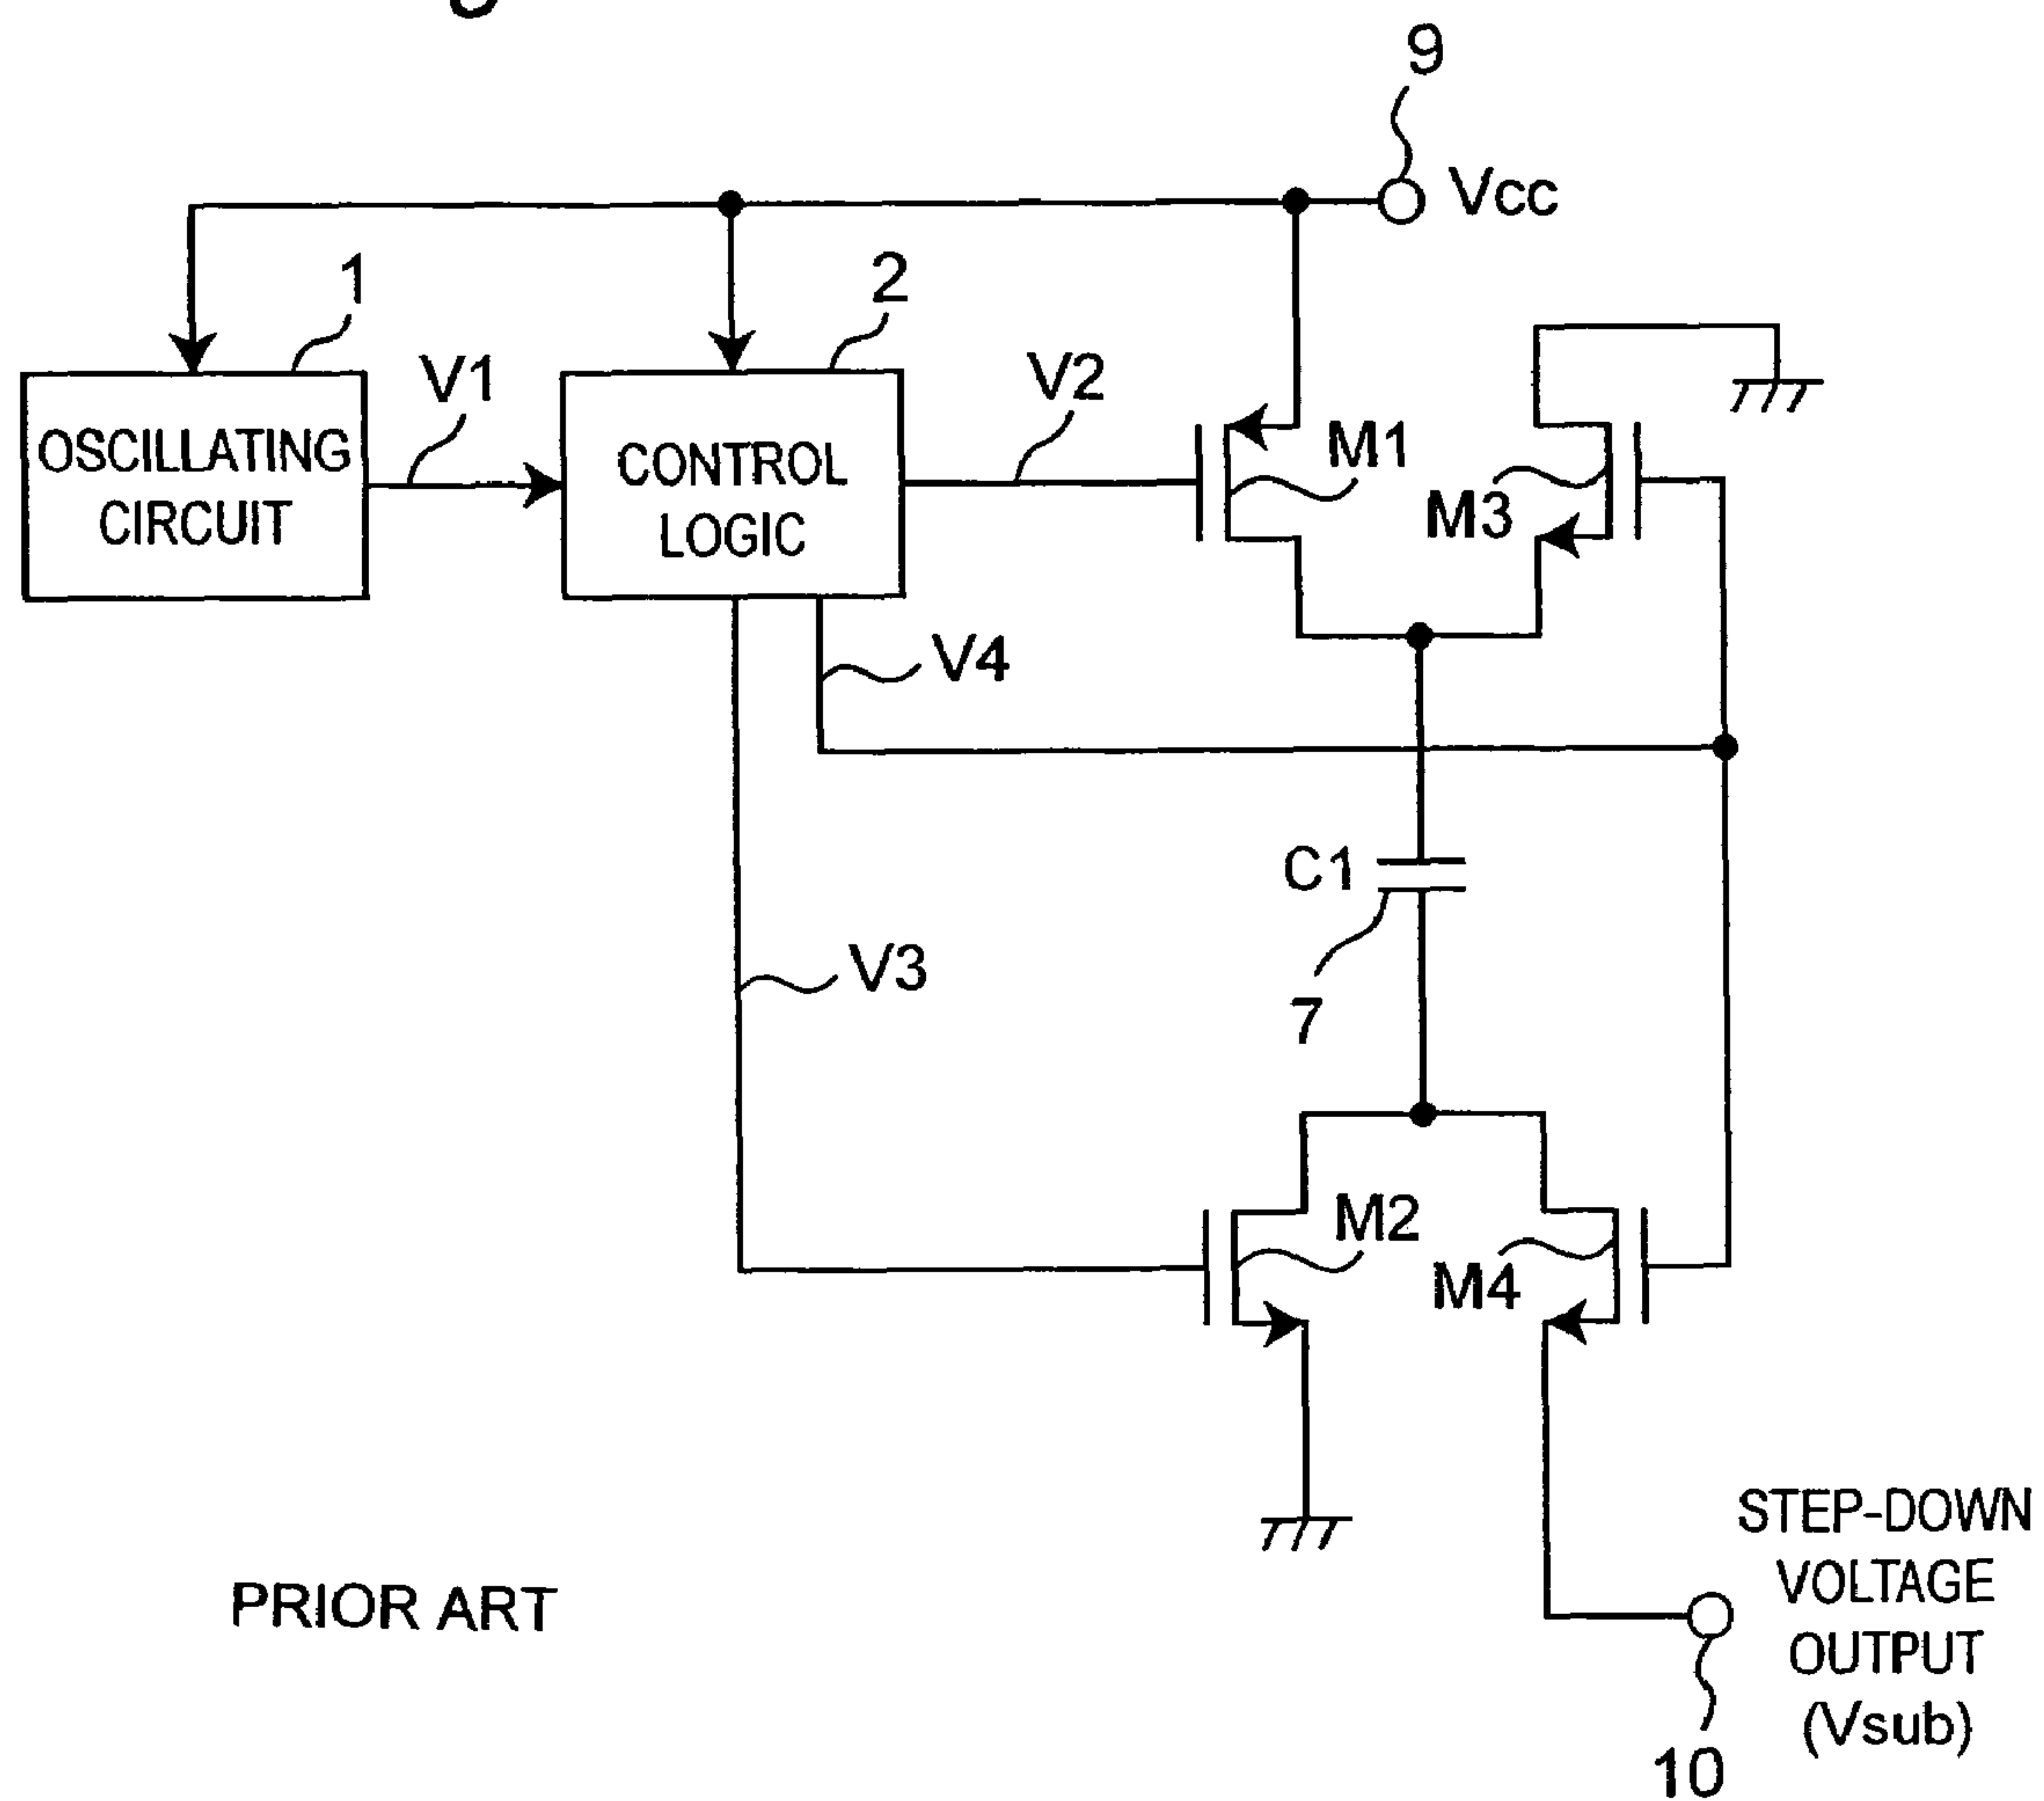 9
Vcc
1
2
V1
V2
OSCILLATING
CIRCUIT
CONTROL
LOGIC
M1
M3
V4
C1
7
V3
M2
M4
STEP-DOWN
VOLTAGE
OUTPUT
(Vsub)
10
PRIOR ART